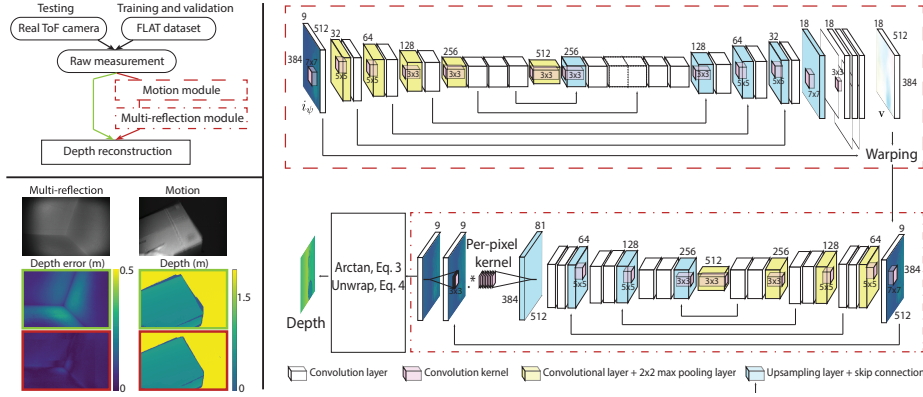 Testing
Training and validation
Real ToF camera
FLAT dataset
Raw measurement
Motion module
Multi-reflection module
Depth reconstruction
Multi-reflection
Motion
Depth error (m)
0.5
Depth (m)
1.5
0
0
9
512
32
64
128
256
512
256
128
64
32
18
18
18
512
384
7x7
5x5
5x5
3x3
3x3
3x3
3x3
3x3
5x5
5x5
7x7
3x3
384
i_ψ
v
Warping
9
9
Per-pixel
kernel
81
128
64
256
512
256
128
64
9
Arctan, Eq. 3
Unwrap, Eq. 4
3x3
*
5x5
5x5
3x3
3x3
3x3
5x5
5x5
7x7
384
384
512
512
Depth
Convolution layer
Convolution kernel
Convolutional layer + 2x2 max pooling layer
Upsampling layer + skip connection